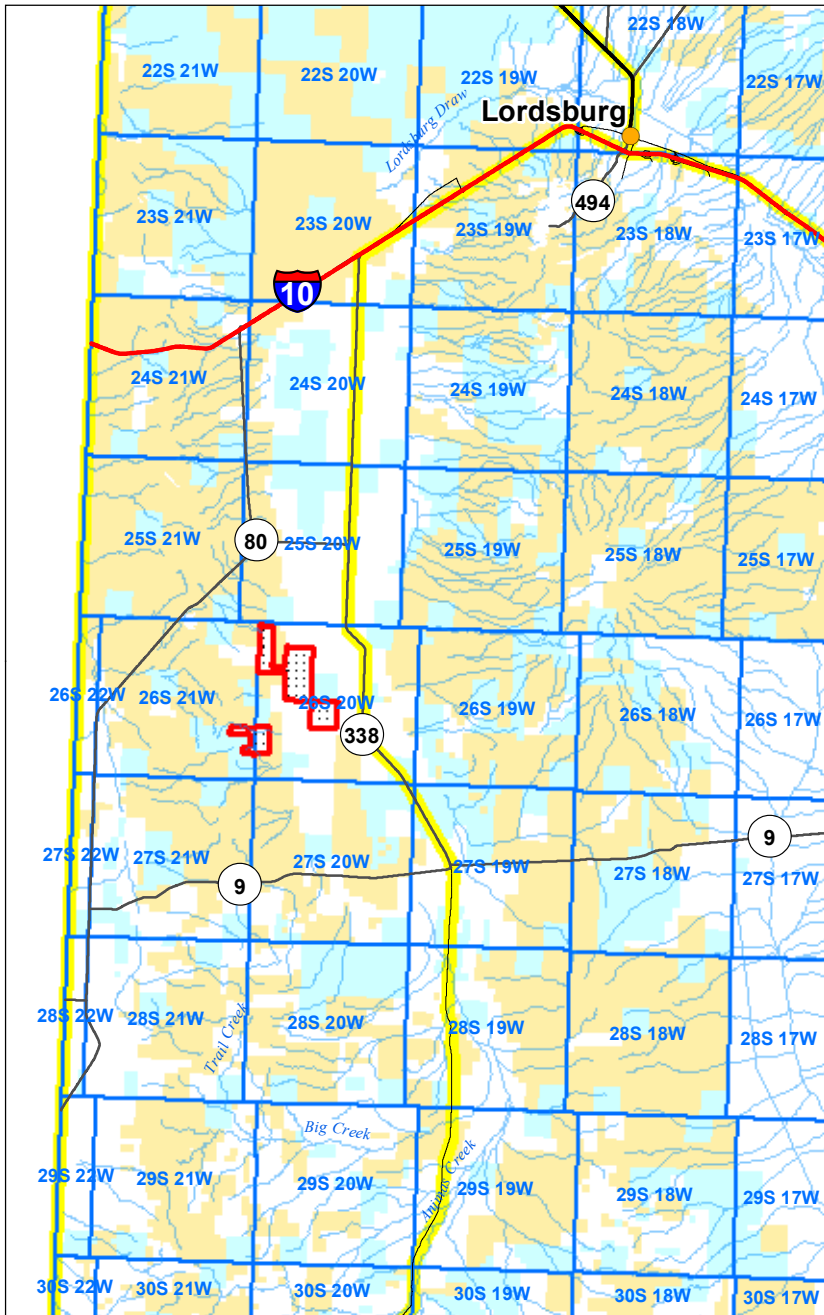 22S 18W
22S 21W
22S 20W
22S 19W
22S 17W
Lordsburg Draw
Lordsburg
494
23S 21W
23S 20W
23S 19W
23S 18W
23S 17W
10
24S 21W
24S 20W
24S 19W
24S 18W
24S 17W
80
25S 21W
25S 20W
25S 19W
25S 18W
25S 17W
26S 22W
26S 21W
26S 20W
26S 19W
26S 18W
26S 17W
338
27S 22W
27S 21W
27S 20W
27S 19W
27S 18W
27S 17W
9
9
28S 22W
28S 21W
28S 20W
28S 19W
28S 18W
28S 17W
Trail Creek
Big Creek
Animas Creek
29S 22W
29S 21W
29S 20W
29S 19W
29S 18W
29S 17W
30S 22W
30S 21W
30S 20W
30S 19W
30S 18W
30S 17W